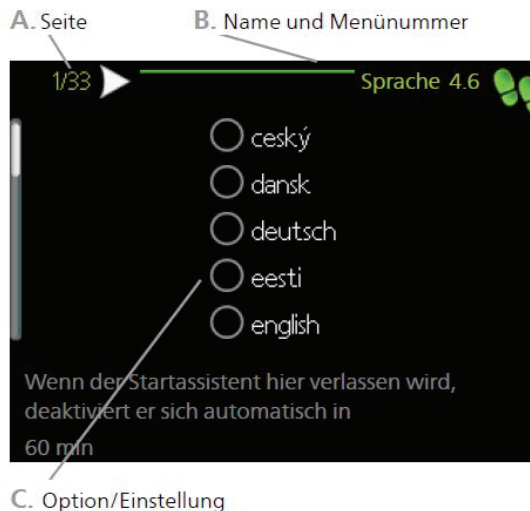 A. Seite
B. Name und Menünummer
1/33
Sprache 4.6
ceský
dansk
deutsch
eesti
english
Wenn der Startassistent hier verlassen wird,
deaktiviert er sich automatisch in
60 min
C. Option/Einstellung